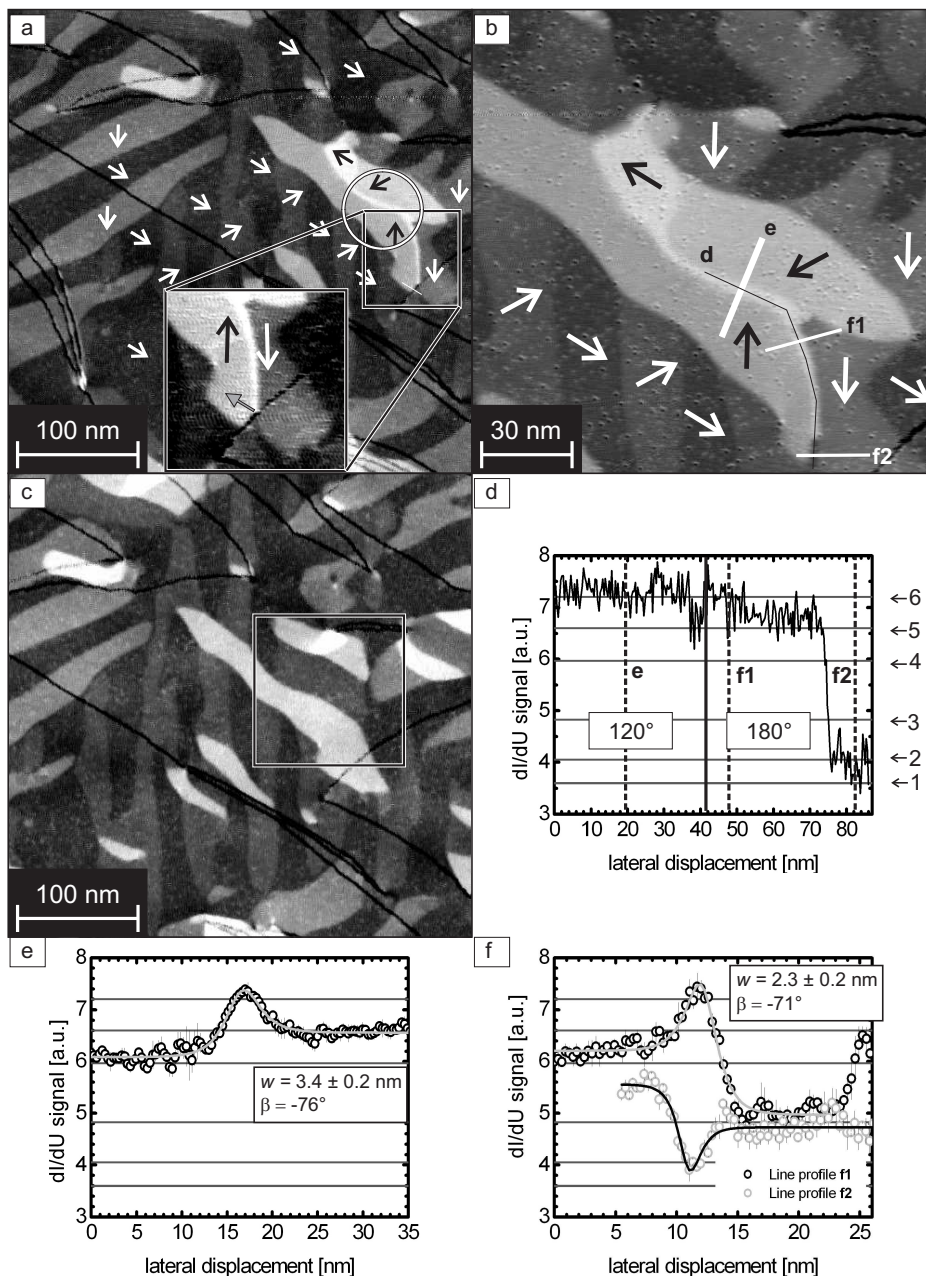 a
100 nm
b
e
d
f1
f2
30 nm
c
100 nm
d
8
7
6
5
4
3
dI/dU signal [a.u.]
e
f1
f2
120°
180°
←6
←5
←4
←3
←2
←1
0 10 20 30 40 50 60 70 80
lateral displacement [nm]
e
8
7
6
5
4
3
dI/dU signal [a.u.]
w = 3.4 ± 0.2 nm
β = -76°
0 5 10 15 20 25 30 35
lateral displacement [nm]
f
8
7
6
5
4
3
dI/dU signal [a.u.]
w = 2.3 ± 0.2 nm
β = -71°
Line profile f1
Line profile f2
0 5 10 15 20 25
lateral displacement [nm]